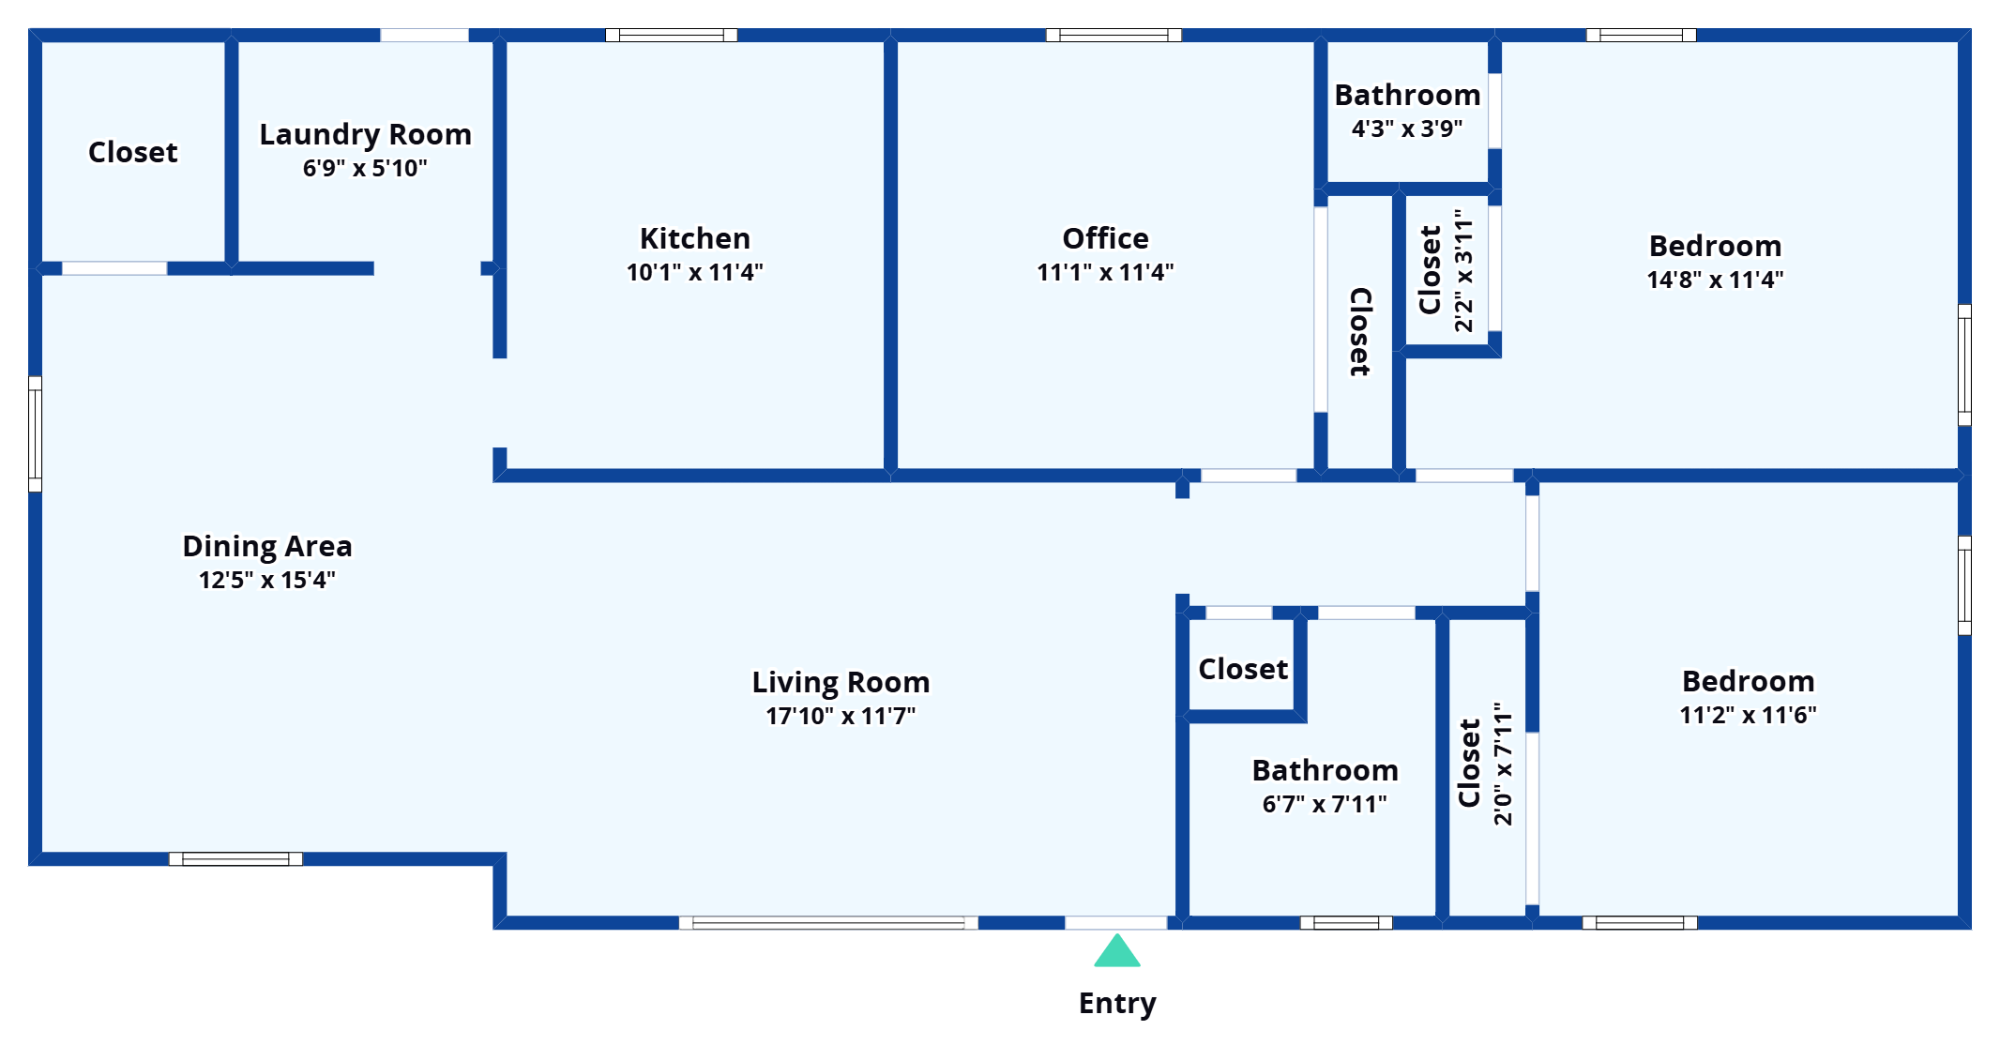 Closet
Laundry Room
6'9" x 5'10"
Kitchen
10'1" x 11'4"
Office
11'1" x 11'4"
Bathroom
4'3" x 3'9"
Closet
Closet
2'2" x 3'11"
Bedroom
14'8" x 11'4"
Dining Area
12'5" x 15'4"
Living Room
17'10" x 11'7"
Closet
Bathroom
6'7" x 7'11"
Closet
2'0" x 7'11"
Bedroom
11'2" x 11'6"
Entry